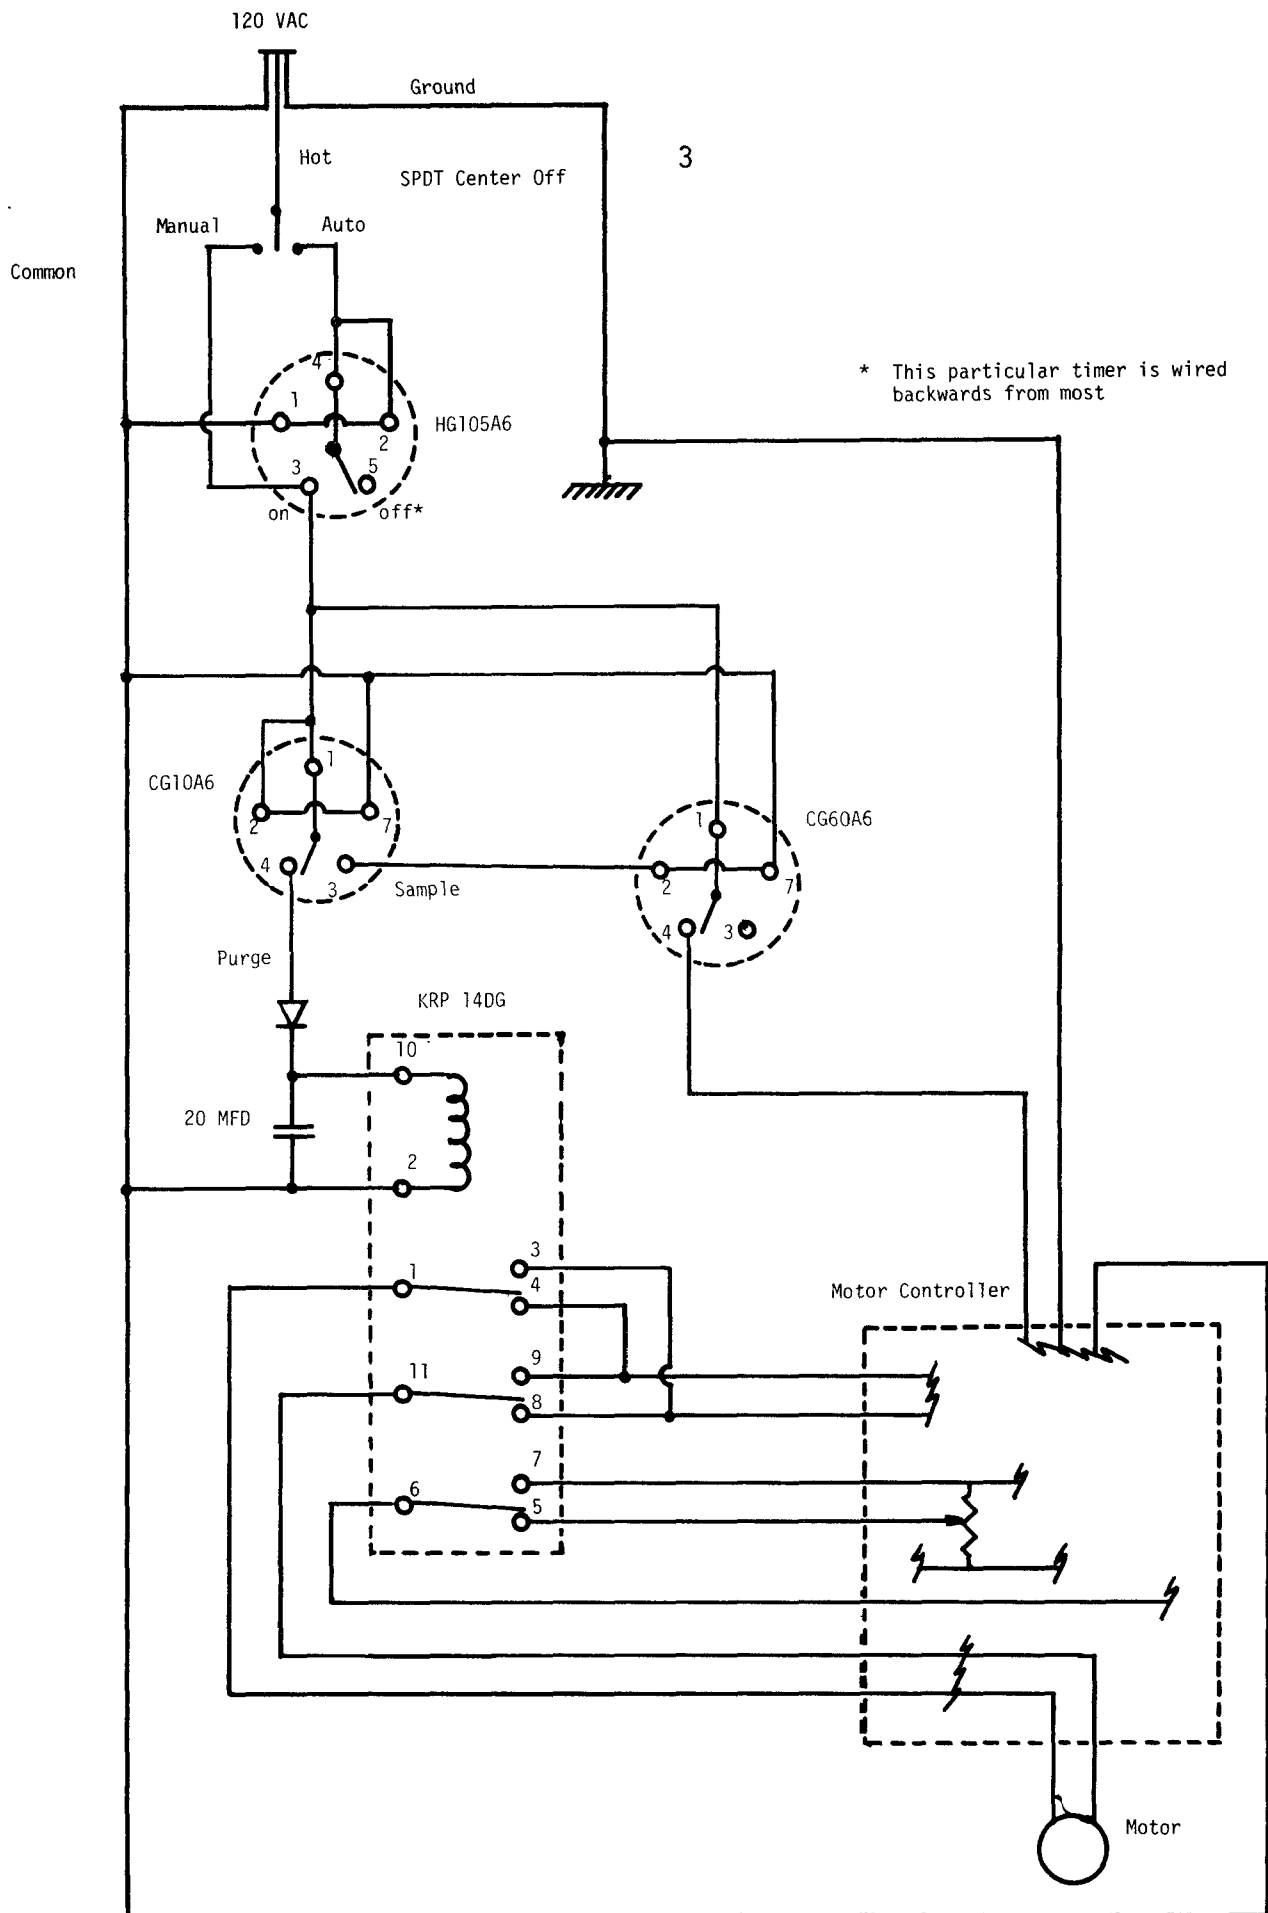 120 VAC
Ground
Hot
3
SPDT Center Off
Manual
Auto
Common
4
* This particular timer is wired
backwards from most
1
2
HG105A6
3
5
on
off*
1
CG10A6
2
7
1
CG60A6
4
3
Sample
2
7
4
3
Purge
KRP 14DG
10
20 MFD
2
3
1
4
Motor Controller
9
11
8
7
6
5
Motor